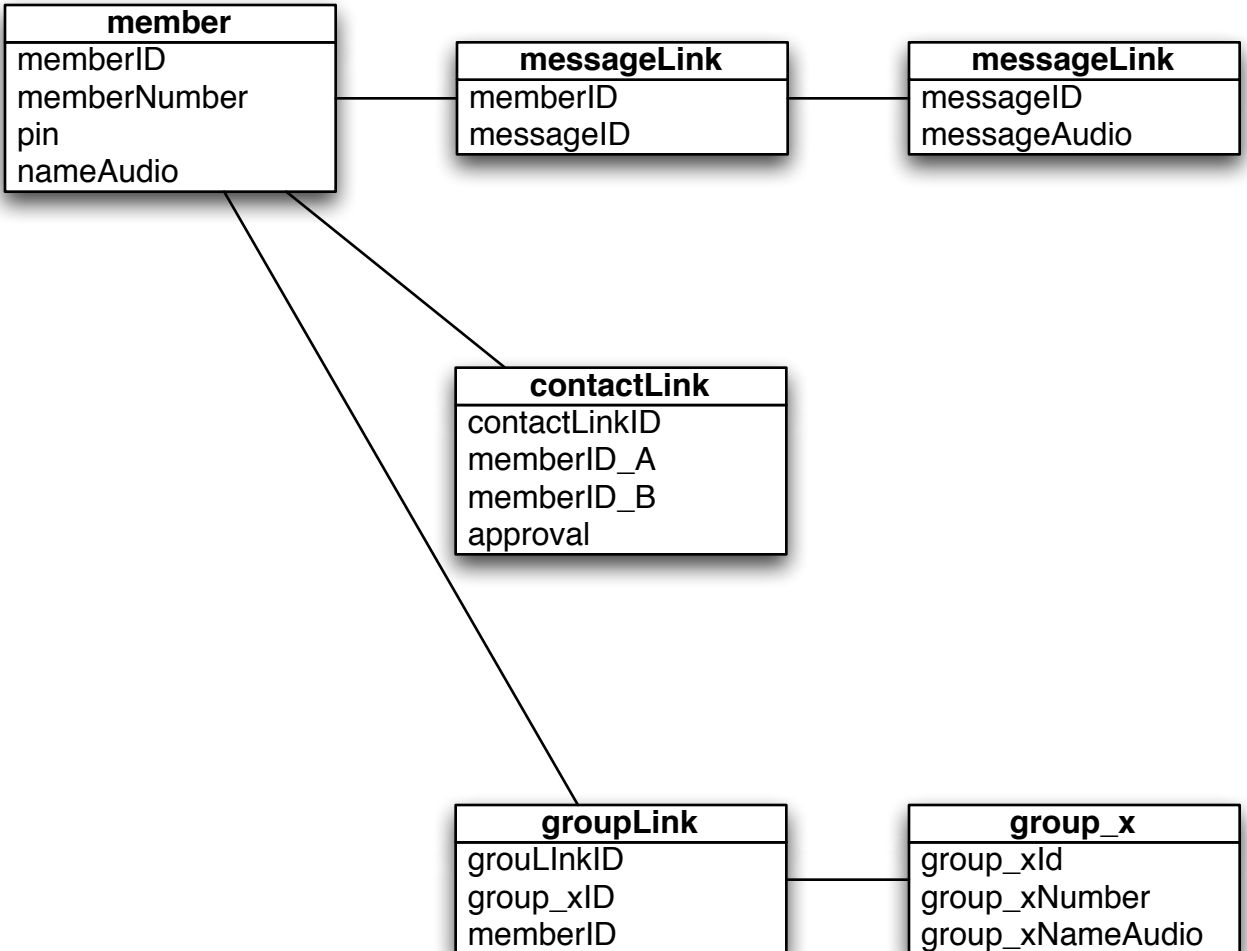 member
memberID
memberNumber
pin
nameAudio
messageLink
memberID
messageID
messageLink
messageID
messageAudio
contactLink
contactLinkID
memberID_A
memberID_B
approval
groupLink
grouLInkID
group_xID
memberID
group_x
group_xId
group_xNumber
group_xNameAudio